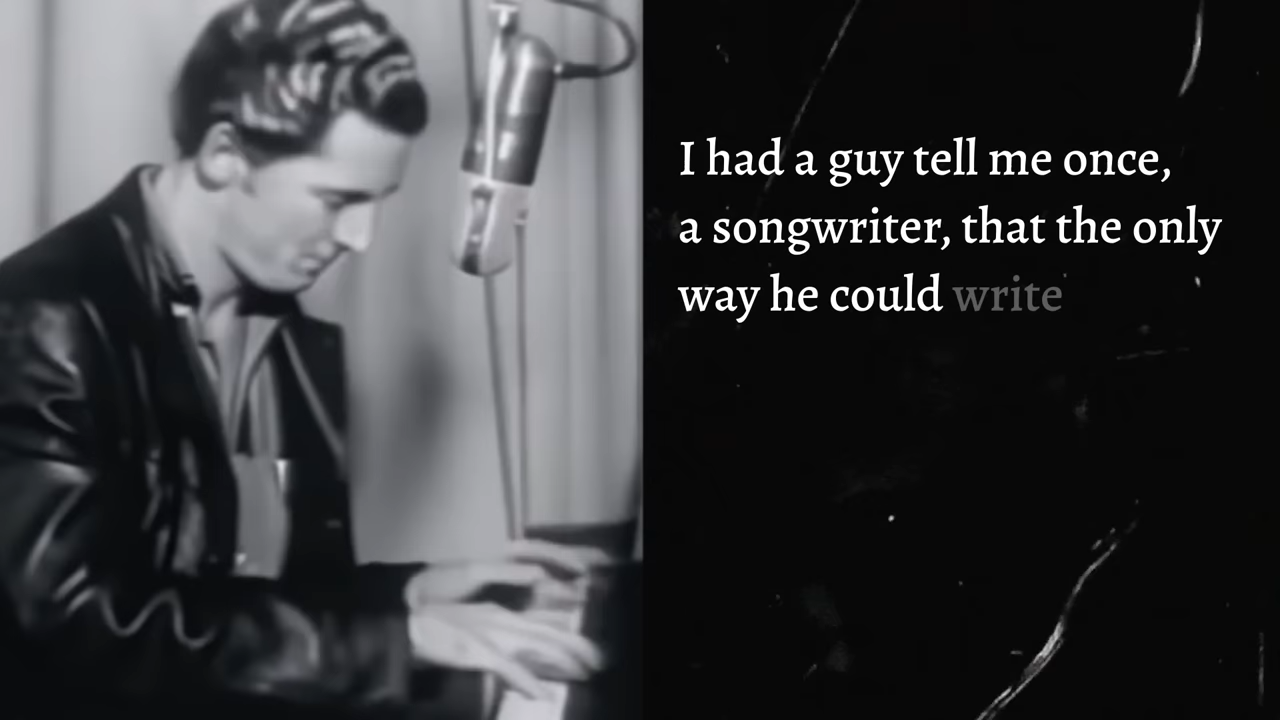 I had a guy tell me once,
a songwriter, that the only
way he could write